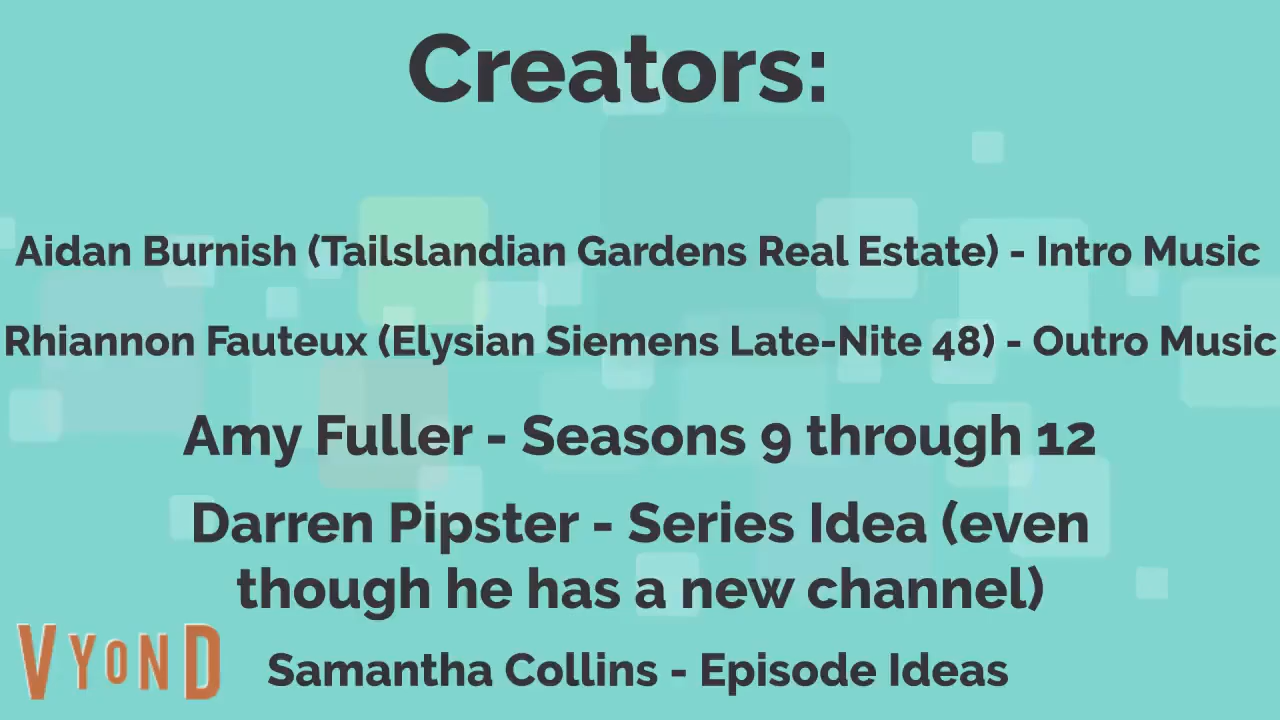 Creators:
Aidan Burnish (Tailslandian Gardens Real Estate) - Intro Music
Rhiannon Fauteux (Elysian Siemens Late-Nite 48) - Outro Music
Amy Fuller - Seasons 9 through 12
Darren Pipster - Series Idea (even
though he has a new channel)
VYOND
Samantha Collins - Episode Ideas